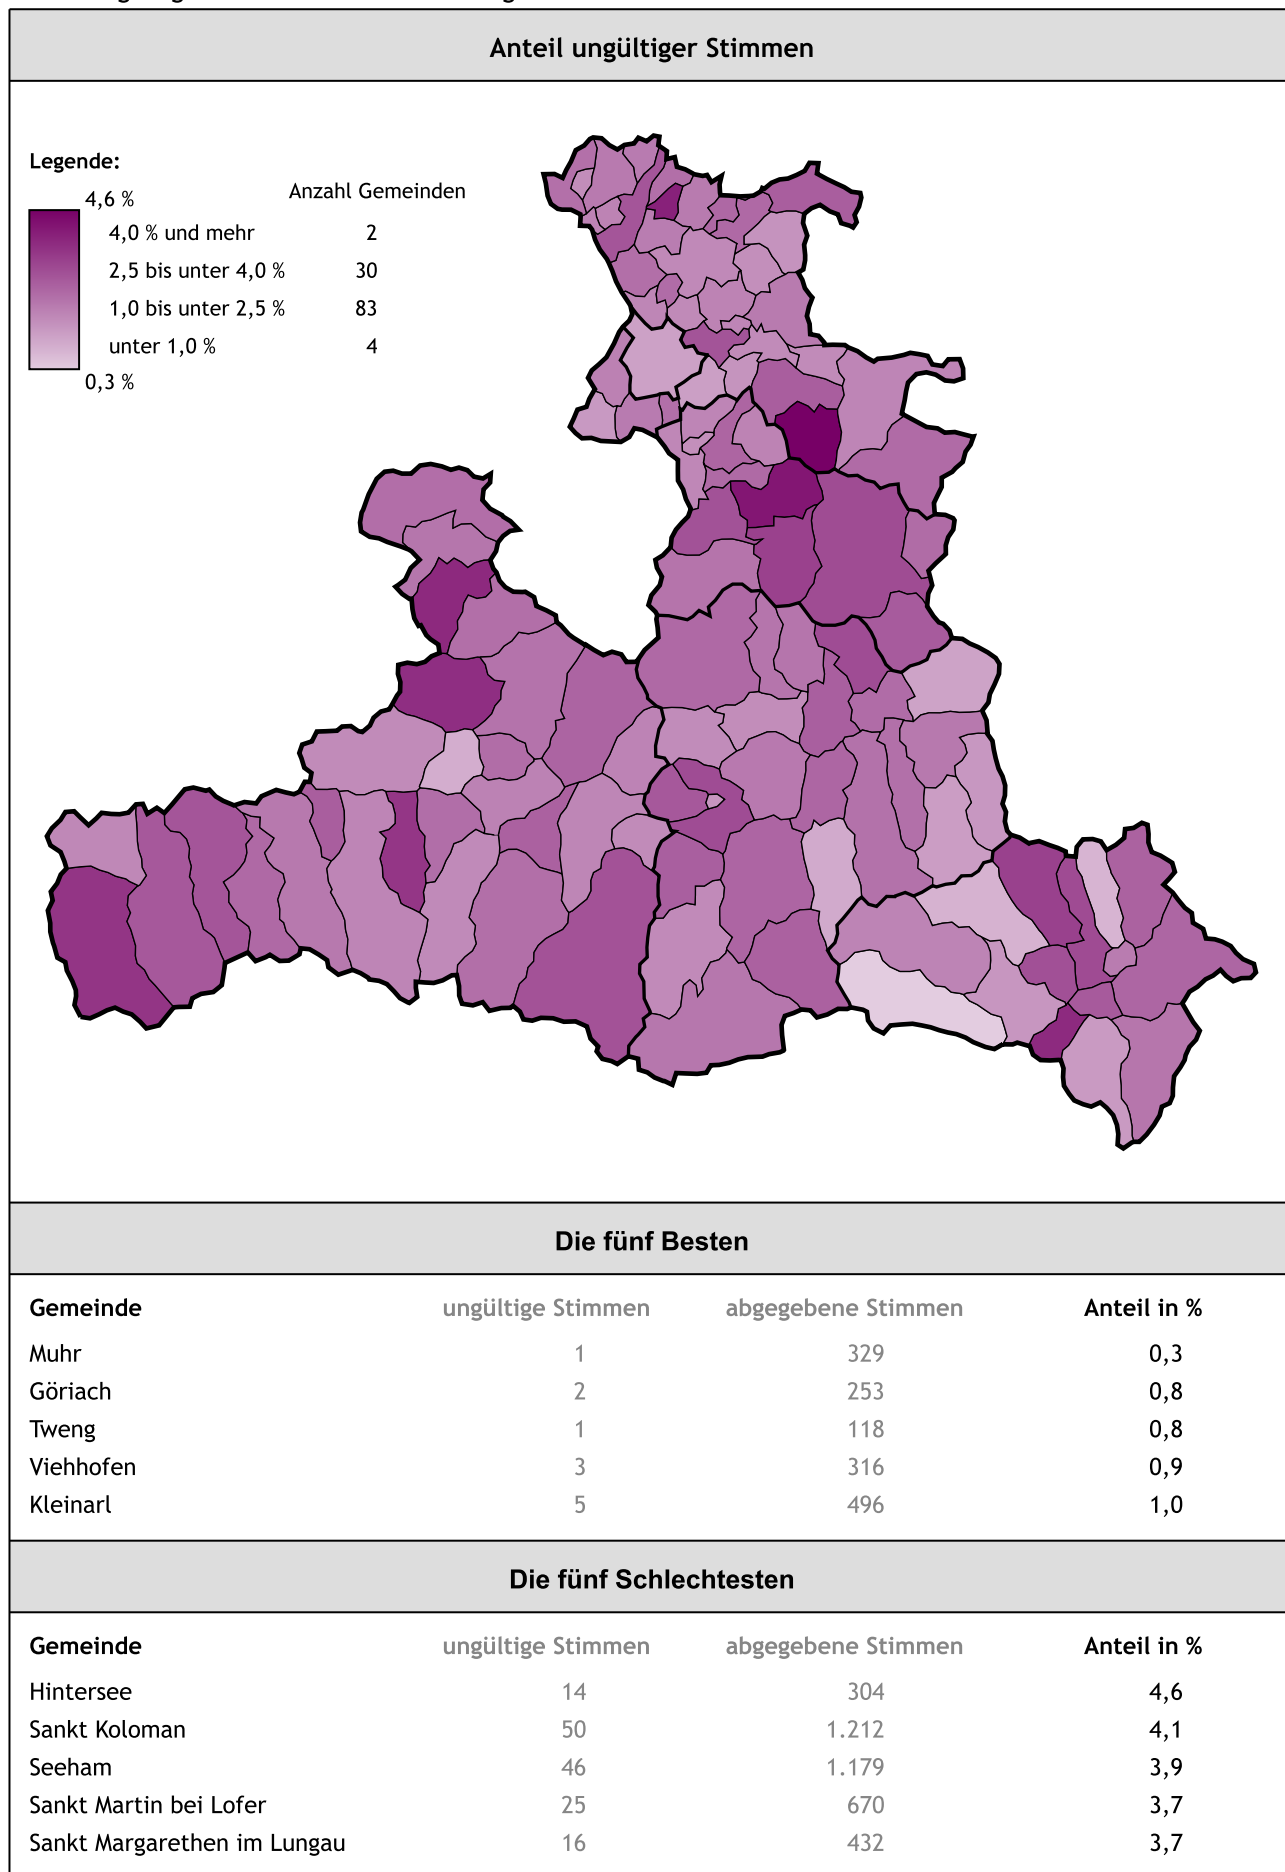 Anteil ungültiger Stimmen
Legende:
4,6 %
Anzahl Gemeinden
4,0 % und mehr 2
2,5 bis unter 4,0 % 30
1,0 bis unter 2,5 % 83
unter 1,0 % 4
0,3 %
Die fünf Besten
Gemeinde ungültige Stimmen abgegebene Stimmen Anteil in %
Muhr 1 329 0,3
Göriach 2 253 0,8
Tweng 1 118 0,8
Viehhofen 3 316 0,9
Kleinarl 5 496 1,0
Die fünf Schlechtesten
Gemeinde ungültige Stimmen abgegebene Stimmen Anteil in %
Hintersee 14 304 4,6
Sankt Koloman 50 1.212 4,1
Seeham 46 1.179 3,9
Sankt Martin bei Lofer 25 670 3,7
Sankt Margarethen im Lungau 16 432 3,7